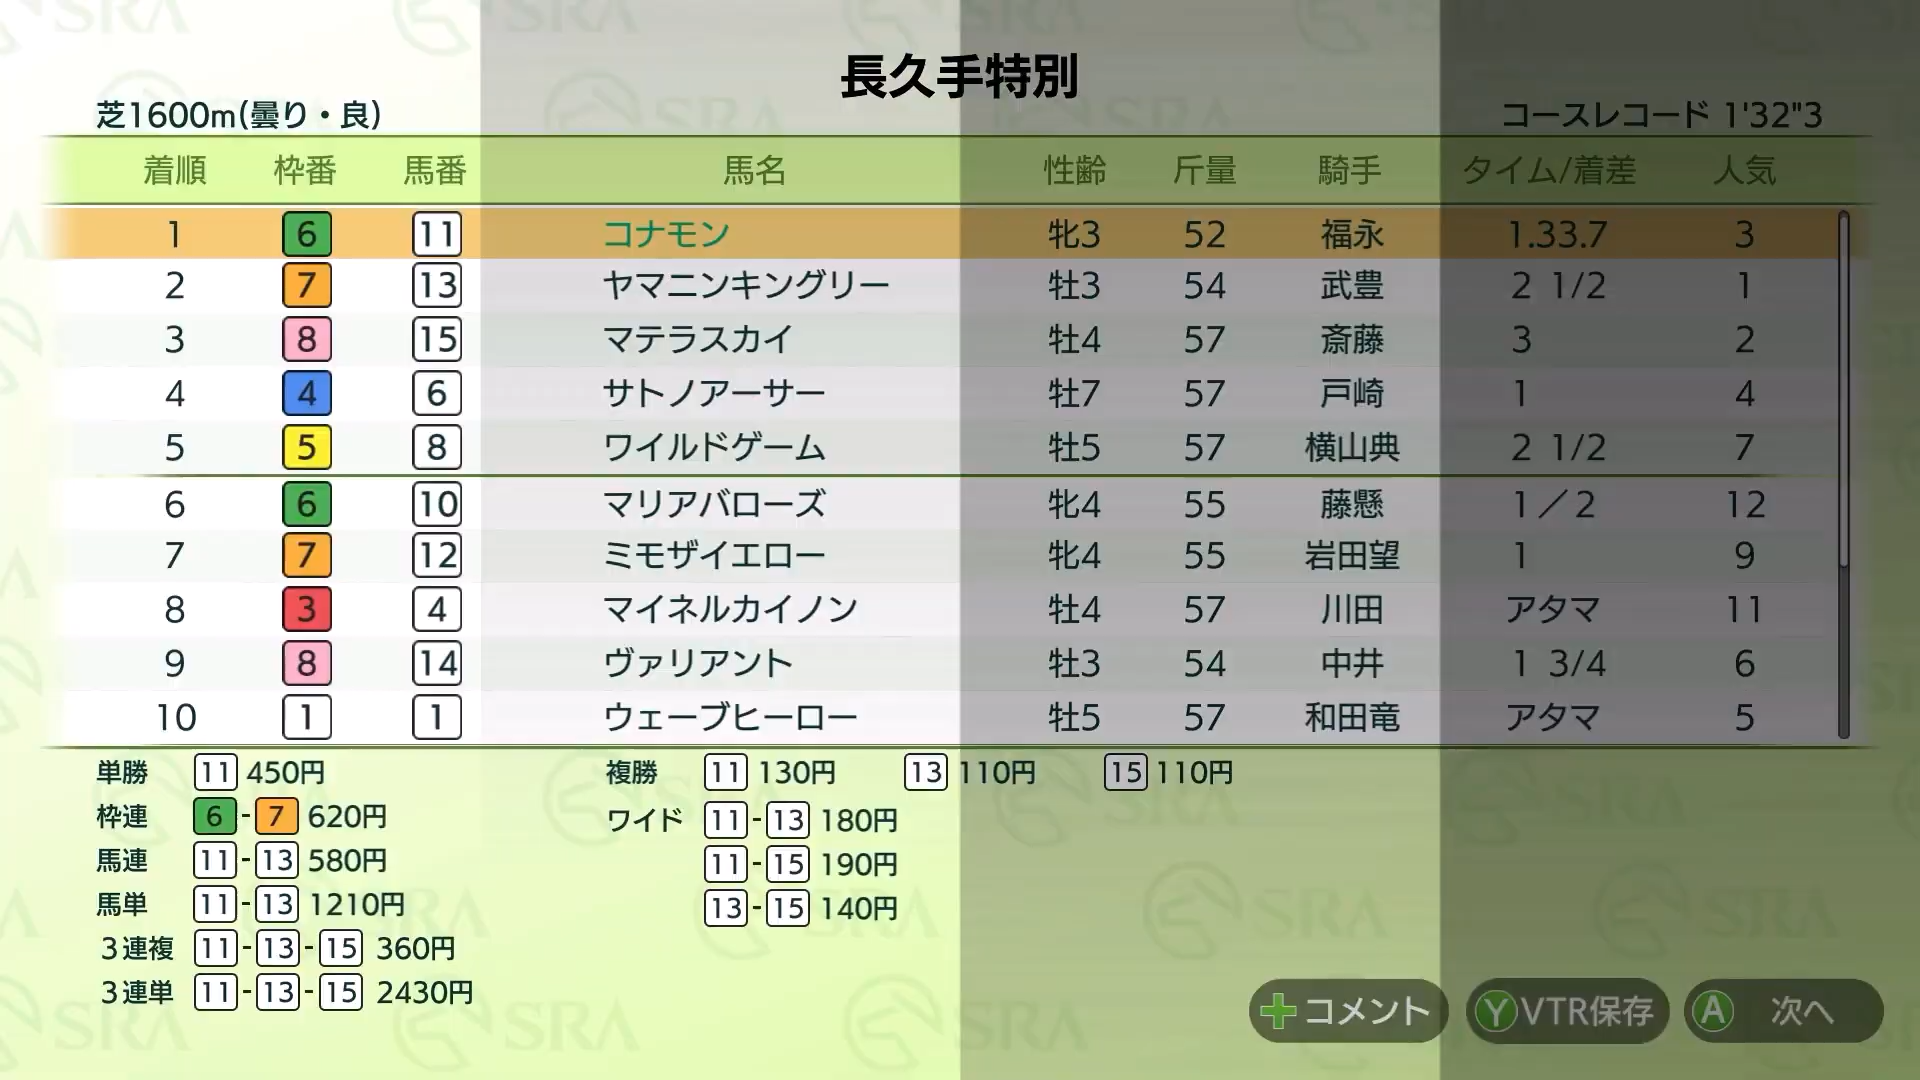 長久手特別
芝1600m(曇り・良)
コースレコード 1'32"3
着順 枠番 馬番 馬名 性齢 斤量 騎手 タイム/着差 人気
1 6 11 コナモン 牝3 52 福永 1.33.7 3
2 7 13 ヤマニンキングリー 牡3 54 武豊 2 1/2 1
3 8 15 マテラスカイ 牡4 57 斎藤 3 2
4 4 6 サトノアーサー 牡7 57 戸崎 1 4
5 5 8 ワイルドゲーム 牡5 57 横山典 2 1/2 7
6 6 10 マリアバローズ 牝4 55 藤懸 1／2 12
7 7 12 ミモザイエロー 牝4 55 岩田望 1 9
8 3 4 マイネルカイノン 牡4 57 川田 アタマ 11
9 8 14 ヴァリアント 牡3 54 中井 1 3/4 6
10 1 1 ウェーブヒーロー 牡5 57 和田竜 アタマ 5
単勝 11 450円
枠連 6-7 620円
馬連 11-13 580円
馬単 11-13 1210円
３連複 11-13-15 360円
３連単 11-13-15 2430円
複勝 11 130円 13 110円 15 110円
ワイド 11-13 180円
11-15 190円
13-15 140円
コメント
Y VTR保存
A 次へ
SRA